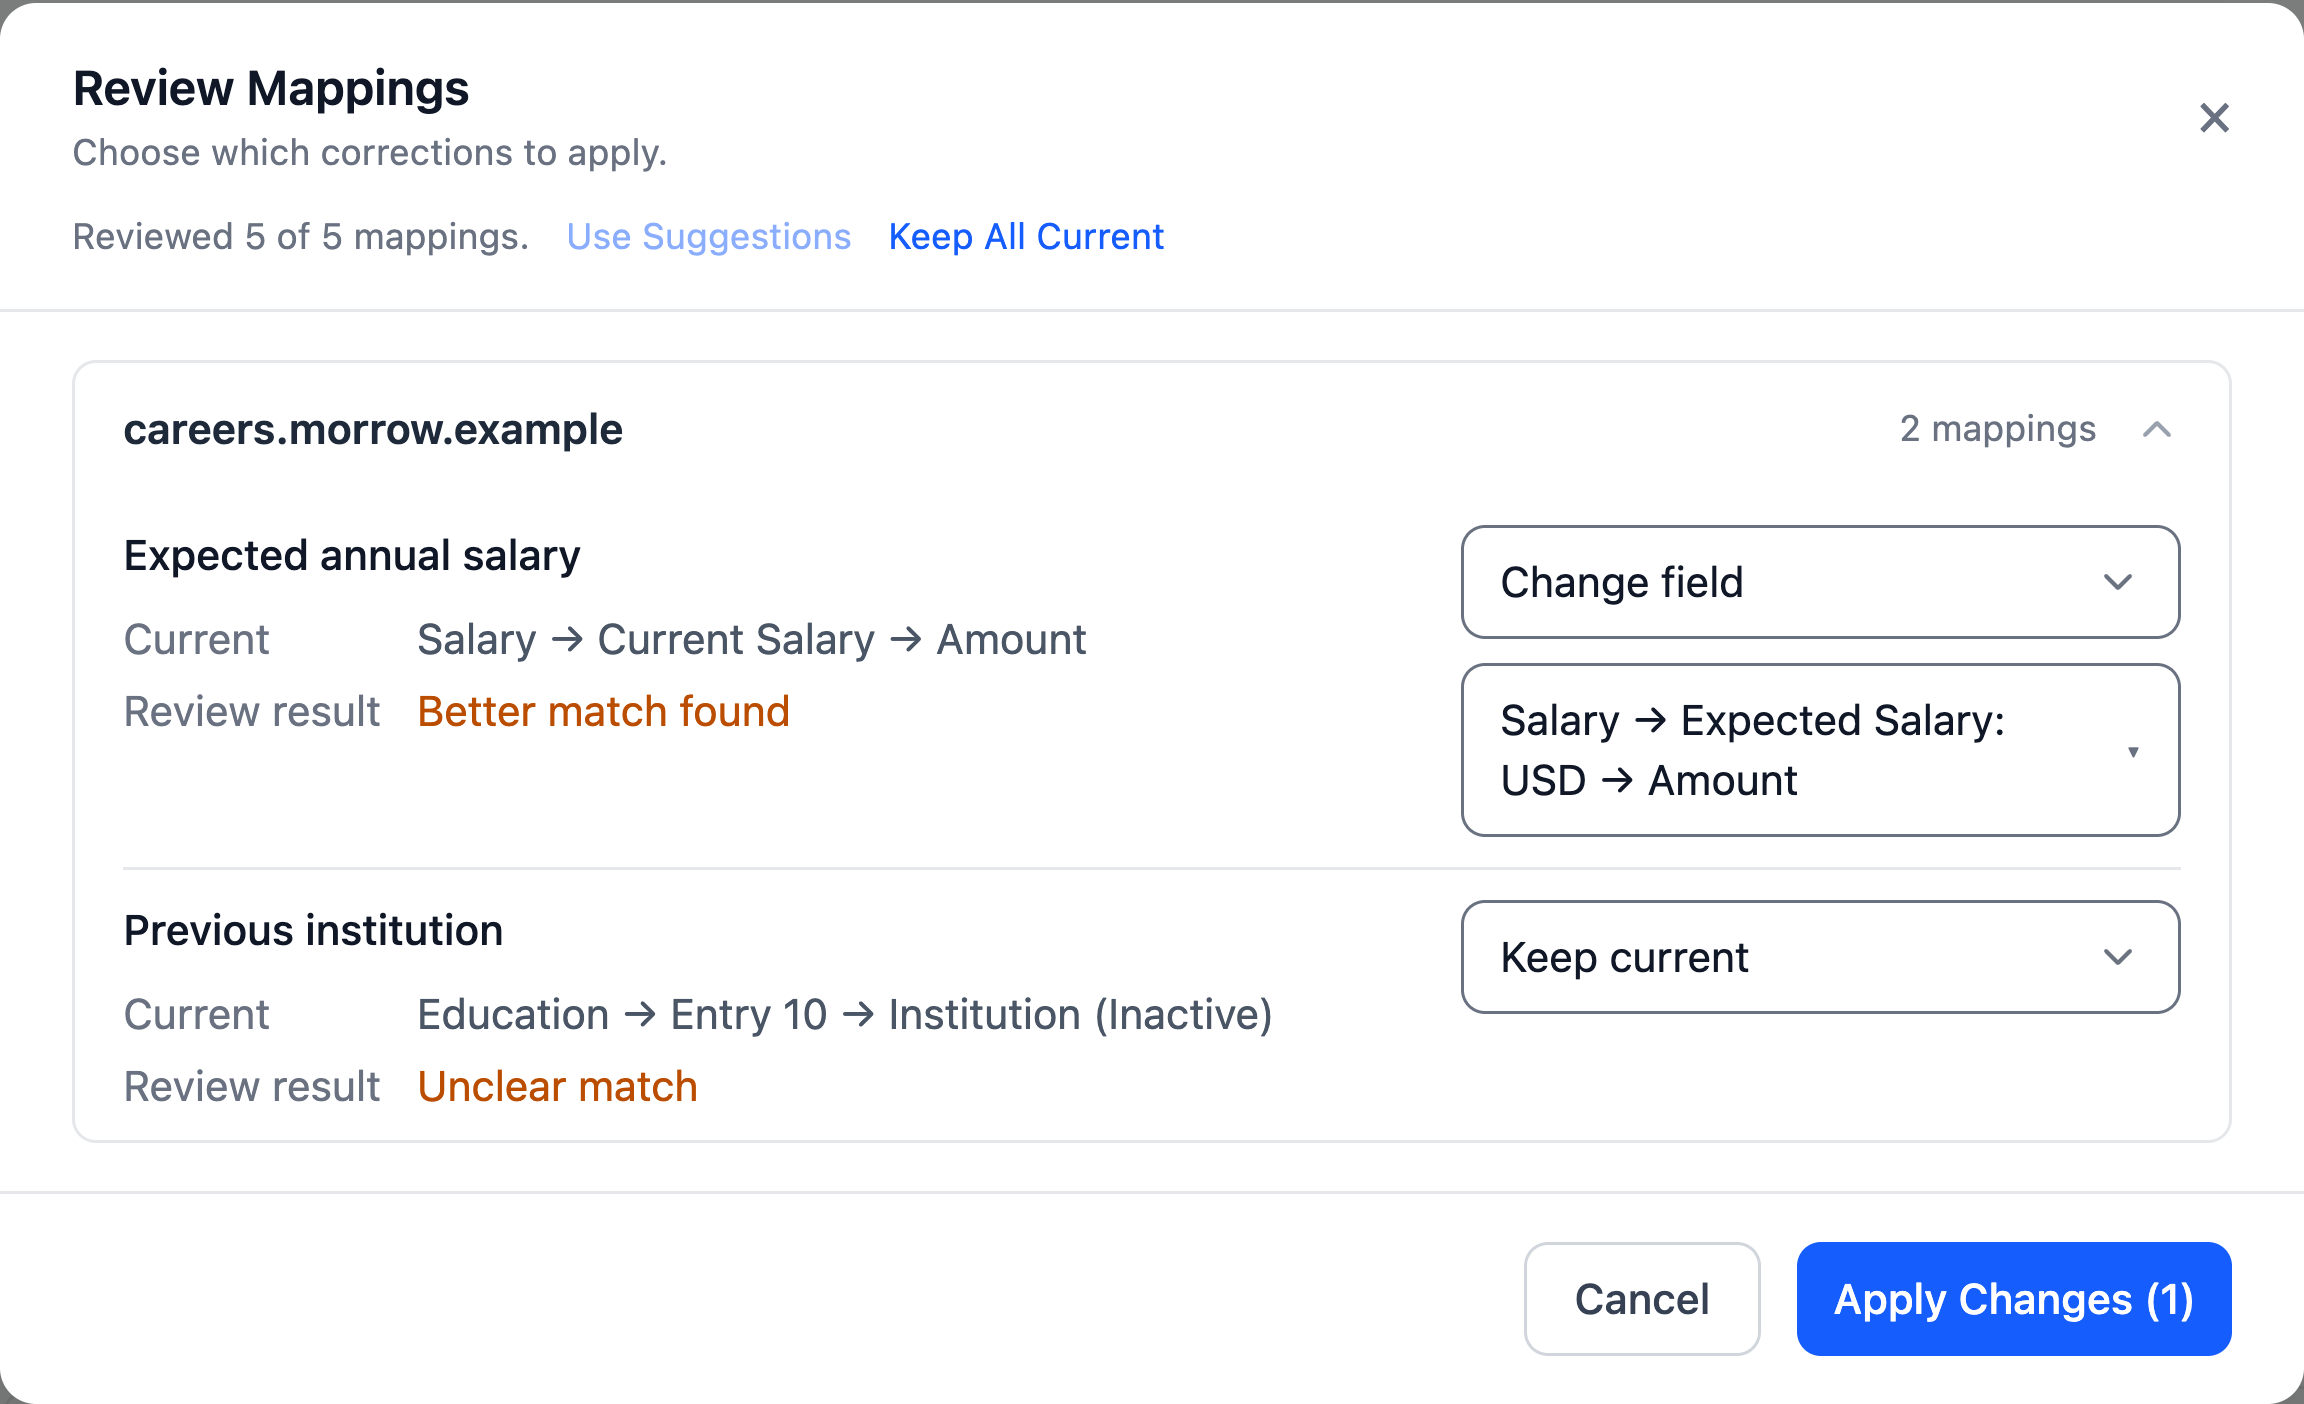 Review Mappings
Choose which corrections to apply.
Reviewed 5 of 5 mappings. Use Suggestions Keep All Current
careers.morrow.example 2 mappings
Expected annual salary
Change field
Current Salary → Current Salary → Amount
Review result Better match found
Salary → Expected Salary:
USD → Amount
Previous institution
Keep current
Current Education → Entry 10 → Institution (Inactive)
Review result Unclear match
Cancel Apply Changes (1)